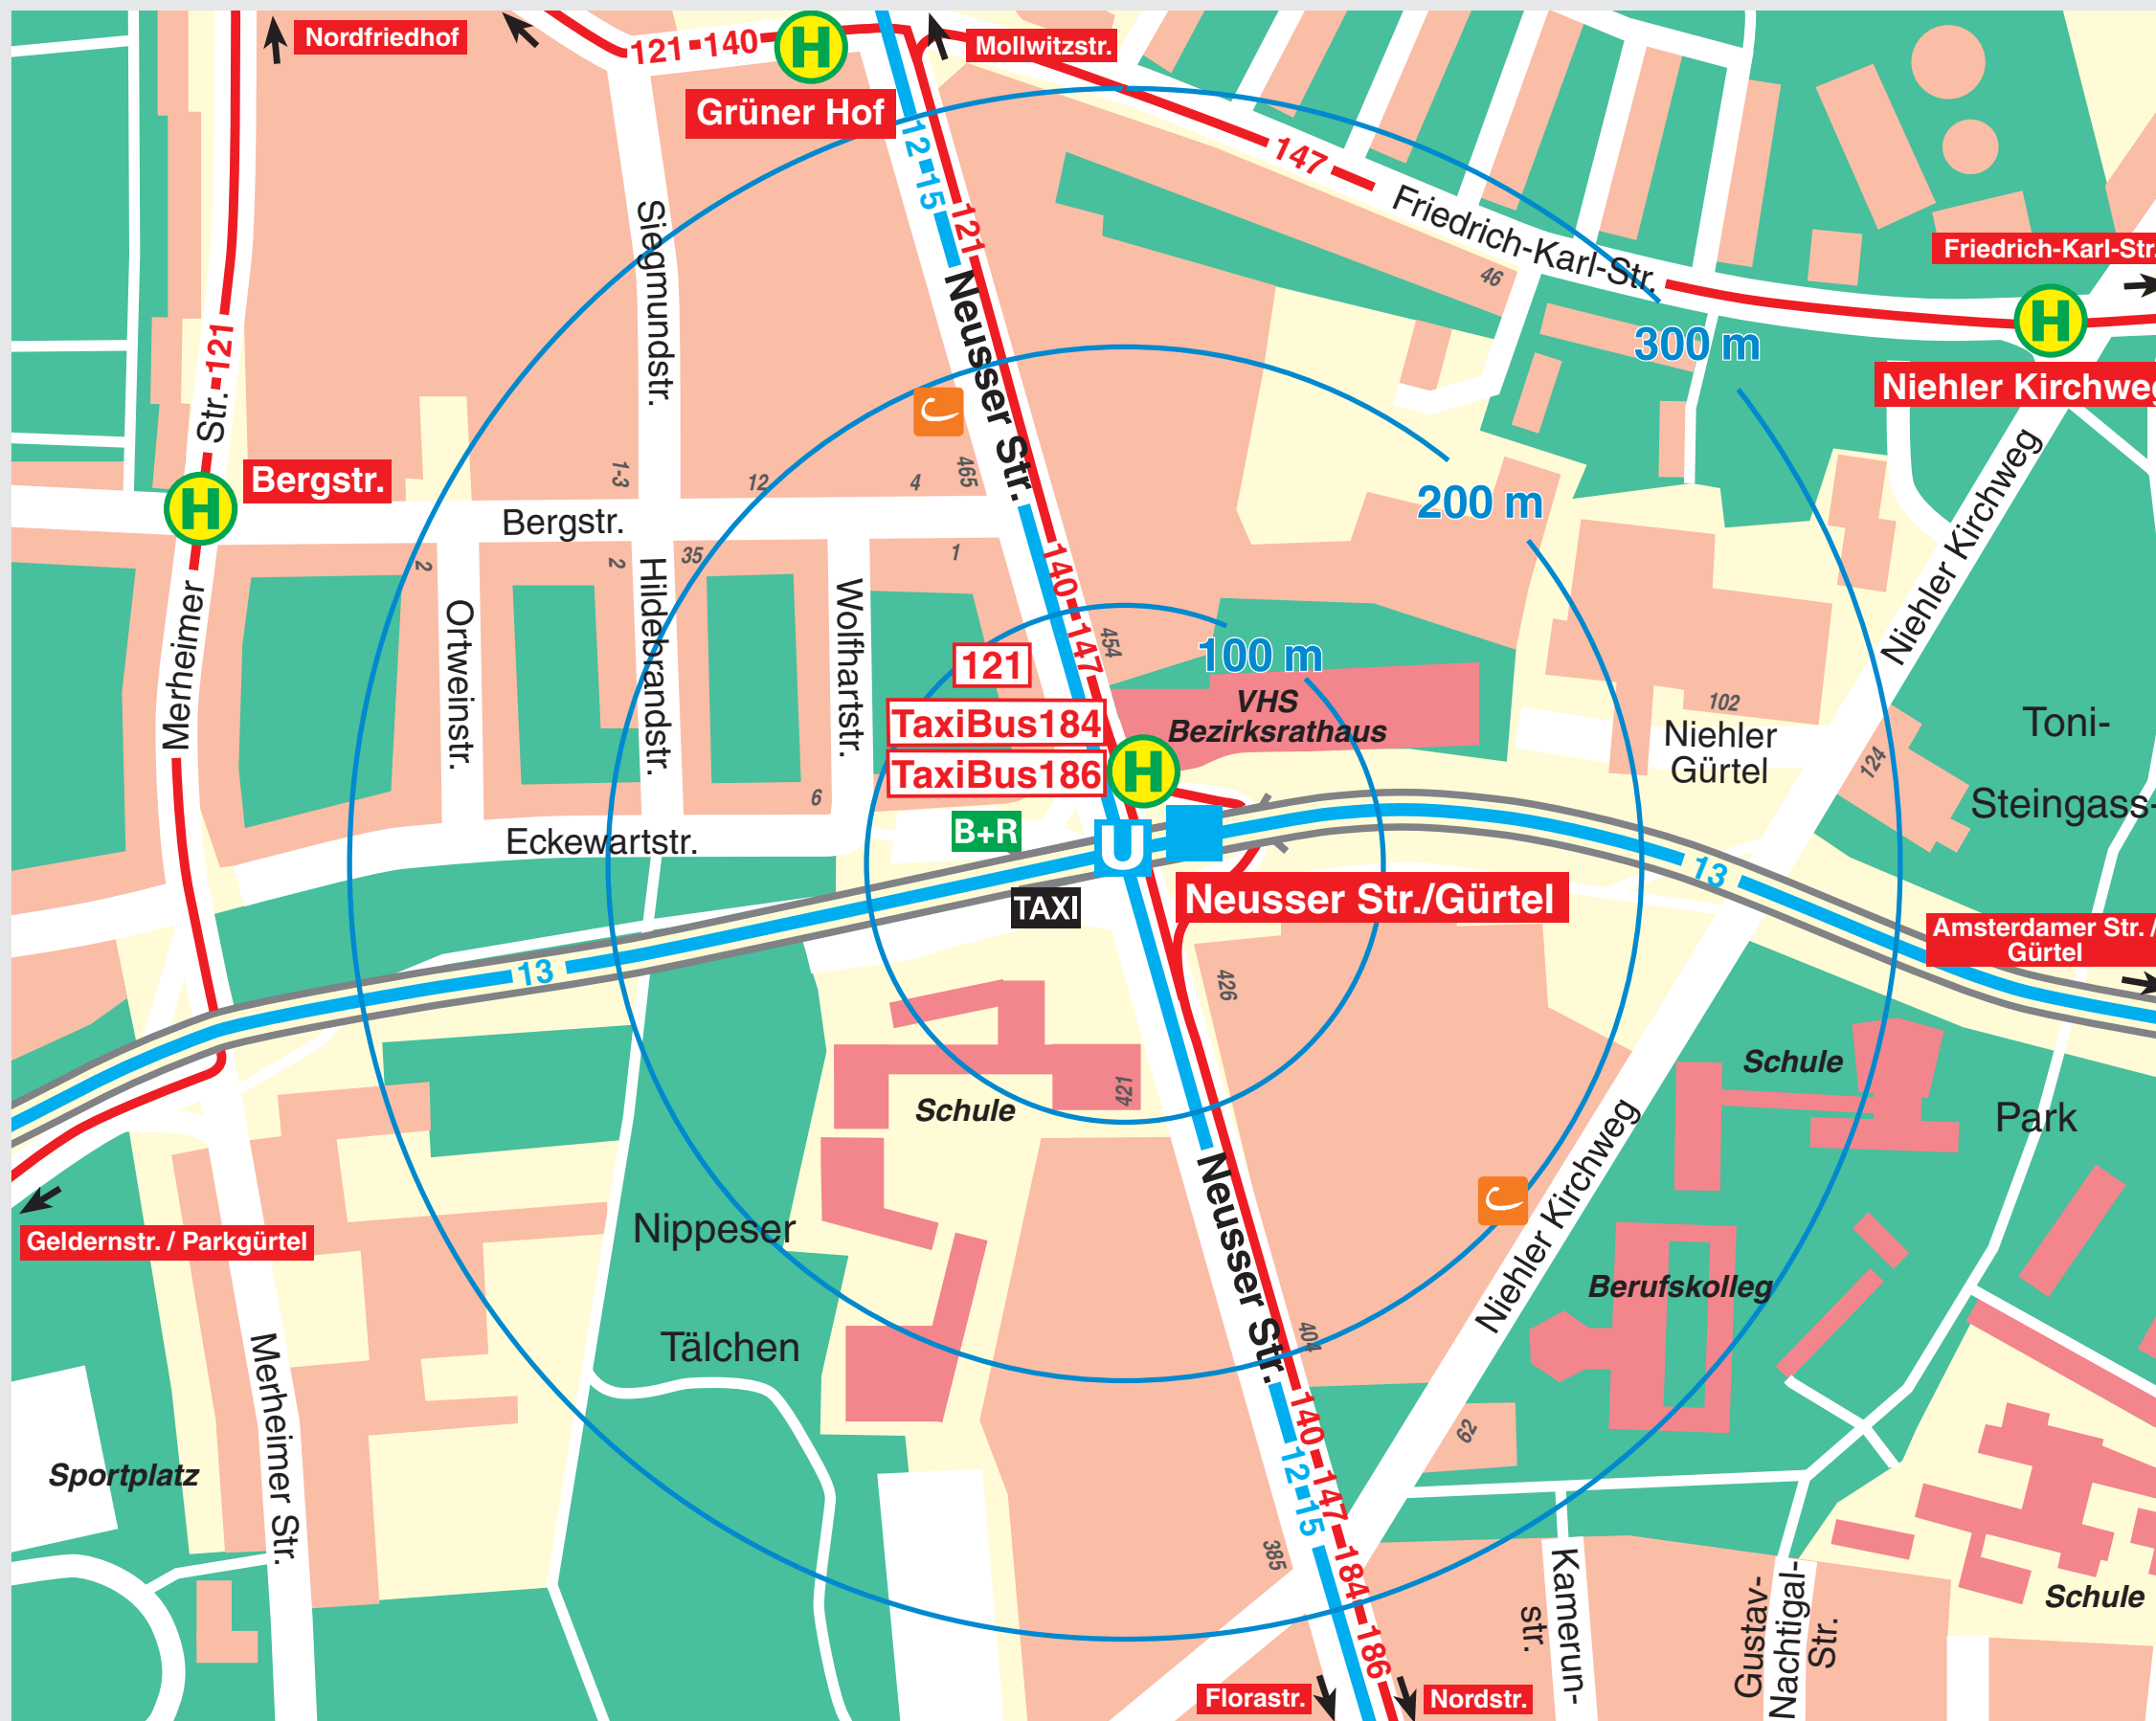 Nordfriedhof
121 140
H
Mollwitzstr.
Grüner Hof
12 15
147
121
Siegmundstr.
Friedrich-Karl-Str.
Friedrich-Karl-Str.
46
H
Niehler Kirchweg
300 m
Neusser Str.
Str.
121
Bergstr.
H
1-3
12
4
465
200 m
Bergstr.
2
2
35
1
Niehler Kirchweg
Merheimer
Ortweinstr.
Hildebrandstr.
Wolfhartstr.
140 147
454
121
100 m
TaxiBus184
TaxiBus186
H
VHS
Bezirksrathaus
102
Niehler
Gürtel
124
Toni-
Steingass-
Park
6
Eckewartstr.
B+R
U
TAXI
Neusser Str./Gürtel
13
13
Amsterdamer Str. /
Gürtel
426
421
Schule
Schule
Geldernstr. / Parkgürtel
Nippeser
Tälchen
Neusser Str.
404
Niehler Kirchweg
Berufskolleg
Merheimer Str.
Sportplatz
140 147 184 186
12 15
62
385
Kamerun-
str.
Gustav-
Nachtigal-
Str.
Schule
Florastr.
Nordstr.